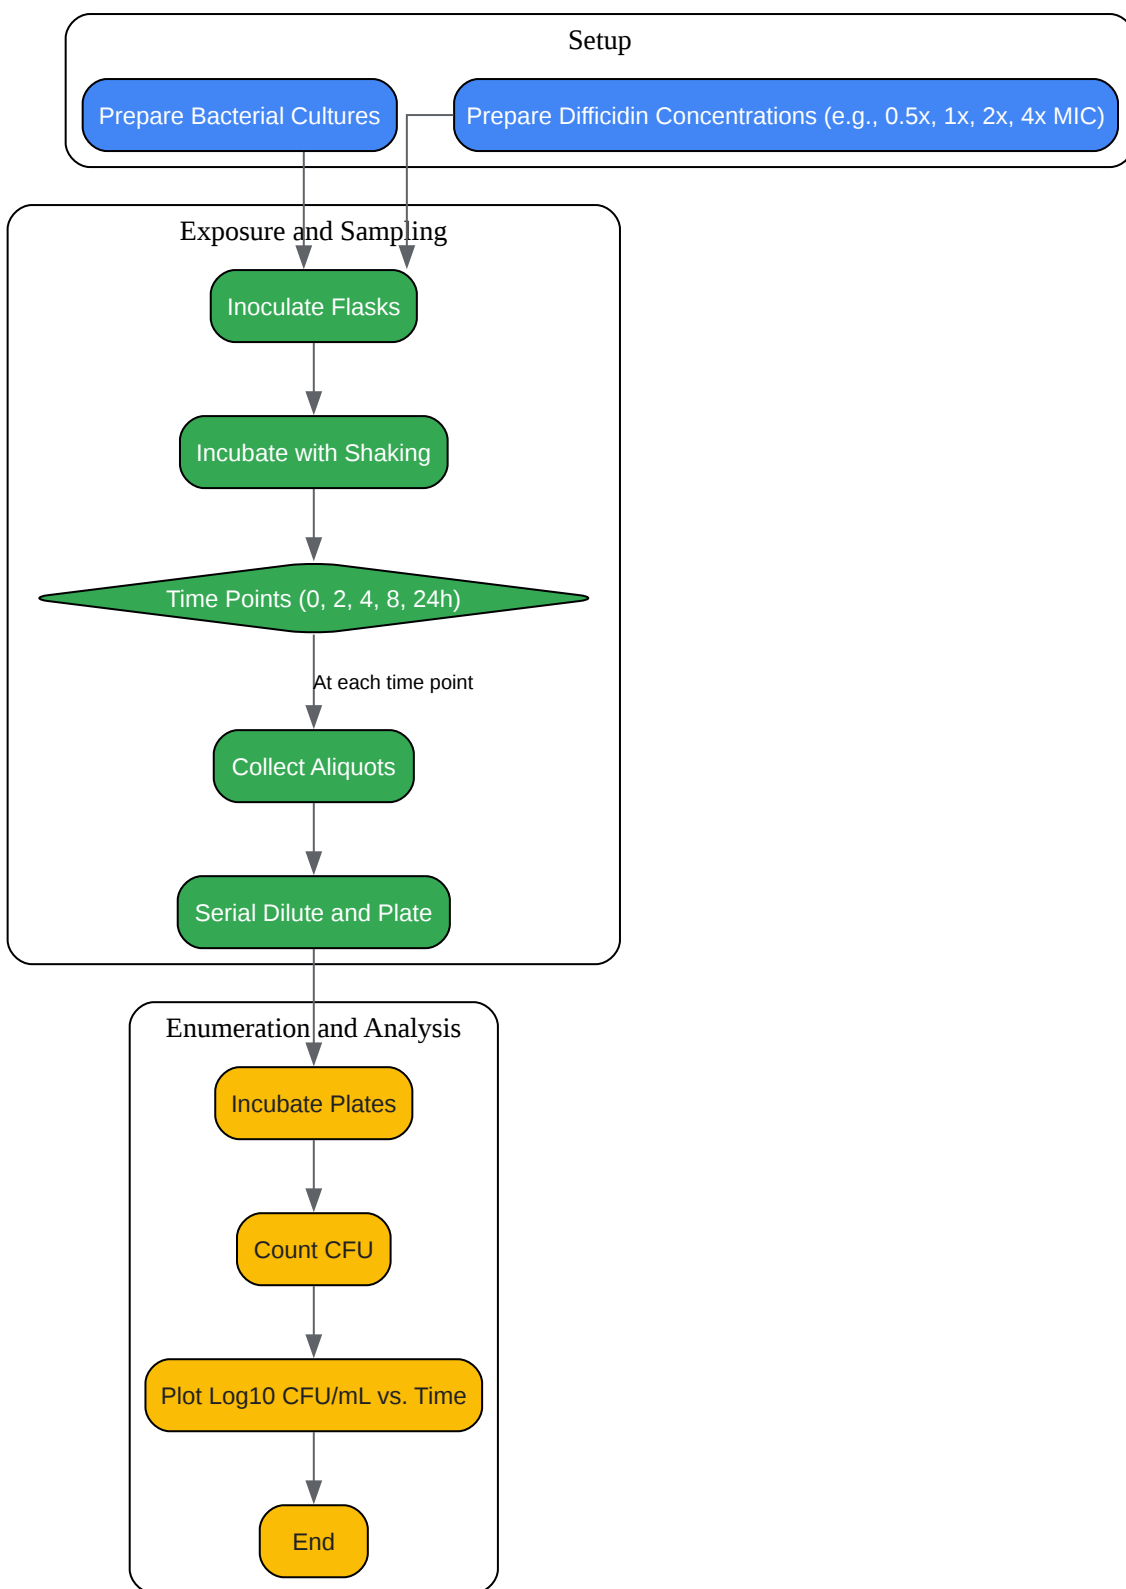 Setup
Prepare Bacterial Cultures
Prepare Difficidin Concentrations (e.g., 0.5x, 1x, 2x, 4x MIC)
Exposure and Sampling
Inoculate Flasks
Incubate with Shaking
Time Points (0, 2, 4, 8, 24h)
At each time point
Collect Aliquots
Serial Dilute and Plate
Enumeration and Analysis
Incubate Plates
Count CFU
Plot Log10 CFU/mL vs. Time
End